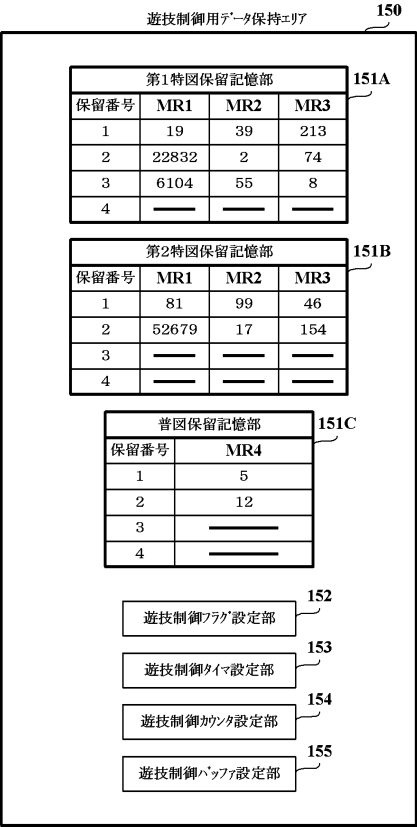 遊技制御用ﾃﾞｰﾀ保持ｴﾘｱ
150
第1特図保留記憶部
151A
保留番号 MR1 MR2 MR3
1 19 39 213
2 22832 2 74
3 6104 55 8
4
第2特図保留記憶部
151B
保留番号 MR1 MR2 MR3
1 81 99 46
2 52679 17 154
3
4
普図保留記憶部
151C
保留番号 MR4
1 5
2 12
3
4
152
遊技制御ﾌﾗｸﾞ設定部
153
遊技制御ﾀｲﾏ設定部
154
遊技制御ｶｳﾝﾀ設定部
155
遊技制御ﾊﾞｯﾌｧ設定部